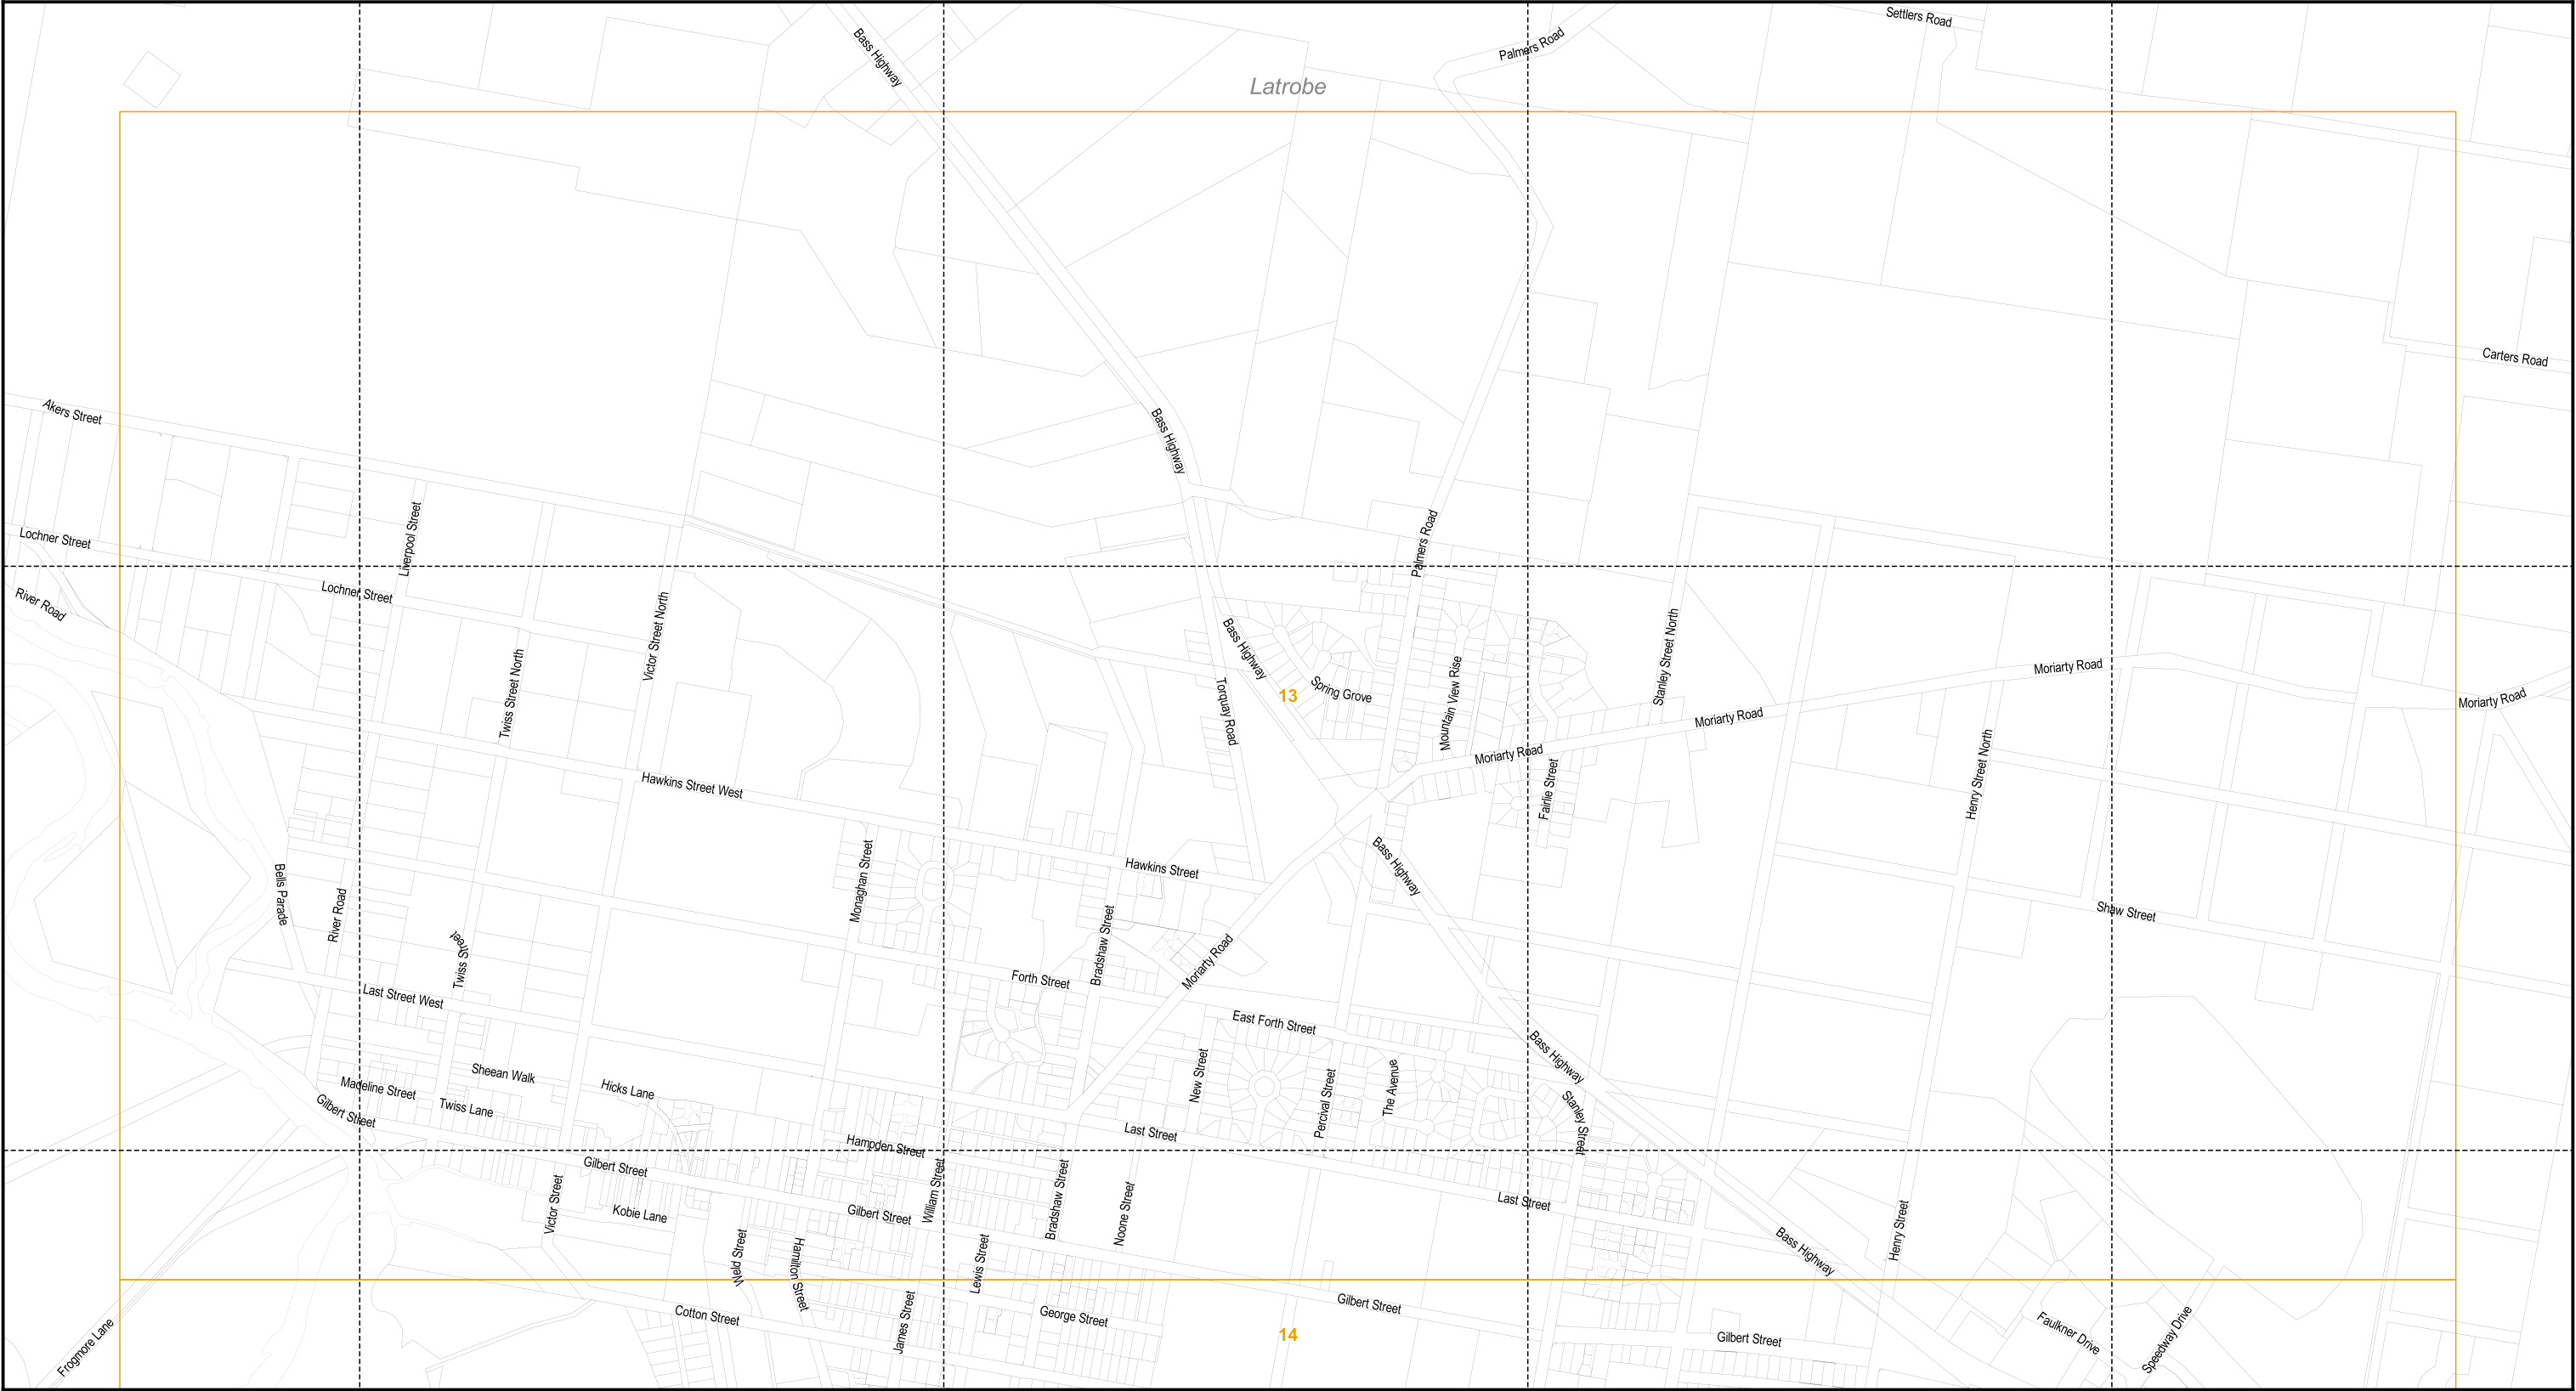 Settlers Road
Palmers Road
Bass Highway
Latrobe
Carters Road
Akers Street
Bass Highway
Liverpool Street
Lochner Street
Palmers Road
Lochner Street
River Road
Victor Street North
Twiss Street North
Bass Highway
Torquay Road
13
Spring Grove
Mountain View Rise
Stanley Street North
Moriarty Road
Moriarty Road
Moriarty Road
Moriarty Road
Fairlie Street
Henry Street North
Hawkins Street West
Monaghan Street
Hawkins Street
Bass Highway
Bells Parade
River Road
Twiss Street
Bradshaw Street
Moriarty Road
Shaw Street
Last Street West
Forth Street
East Forth Street
Bass Highway
Sheean Walk
Hicks Lane
Madeline Street
Twiss Lane
Gilbert Street
New Street
Percival Street
The Avenue
Stanley Street
Last Street
Hampden Street
Gilbert Street
Victor Street
Kobie Lane
William Street
Bradshaw Street
Noone Street
Gilbert Street
Last Street
Henry Street
Bass Highway
Weld Street
Hamilton Street
Lewis Street
James Street
George Street
Gilbert Street
Cotton Street
14
Gilbert Street
Faulkner Drive
Speedway Drive
Frogmore Lane